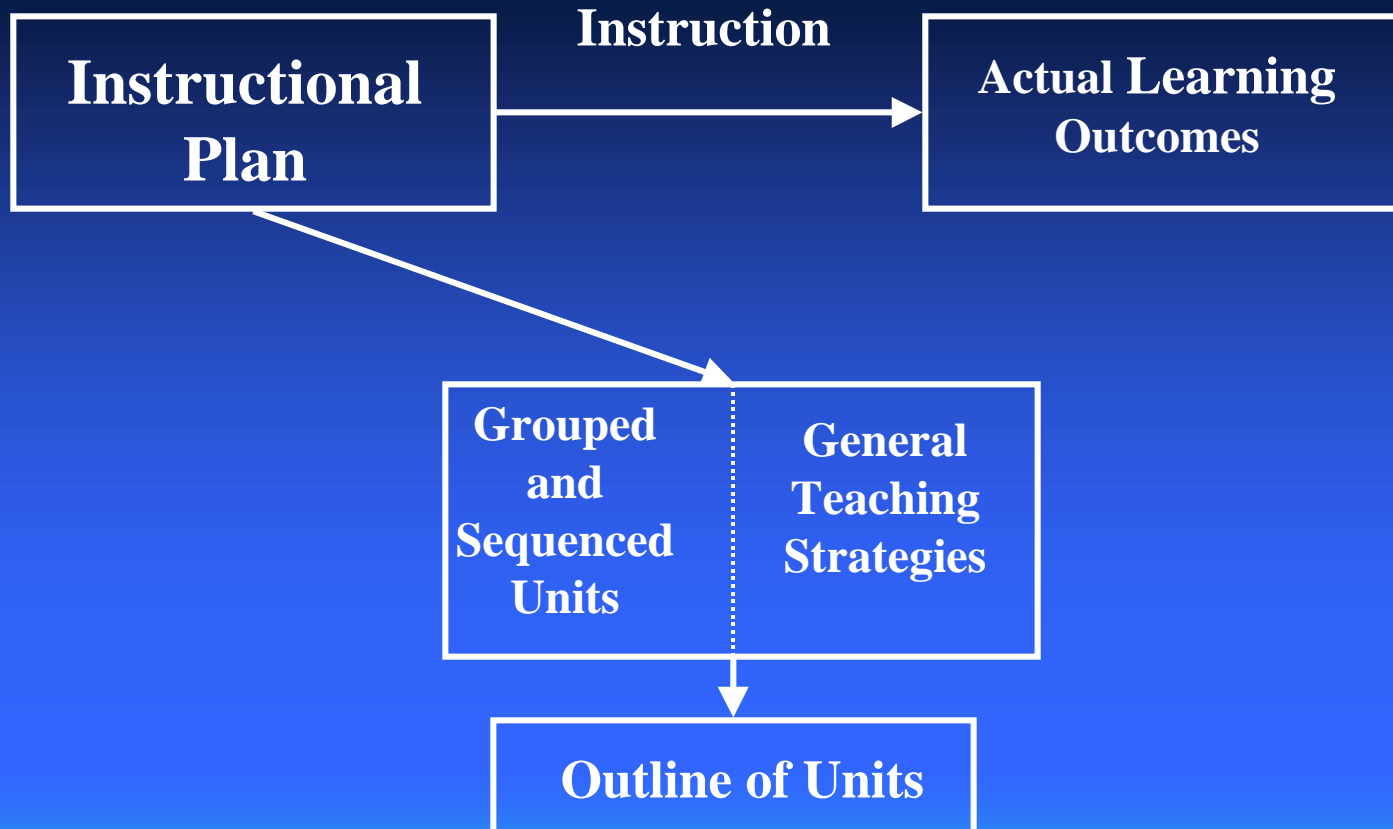 Instructional
Plan
Instruction
Actual Learning
Outcomes
Grouped
and
Sequenced
Units
General
Teaching
Strategies
Outline of Units